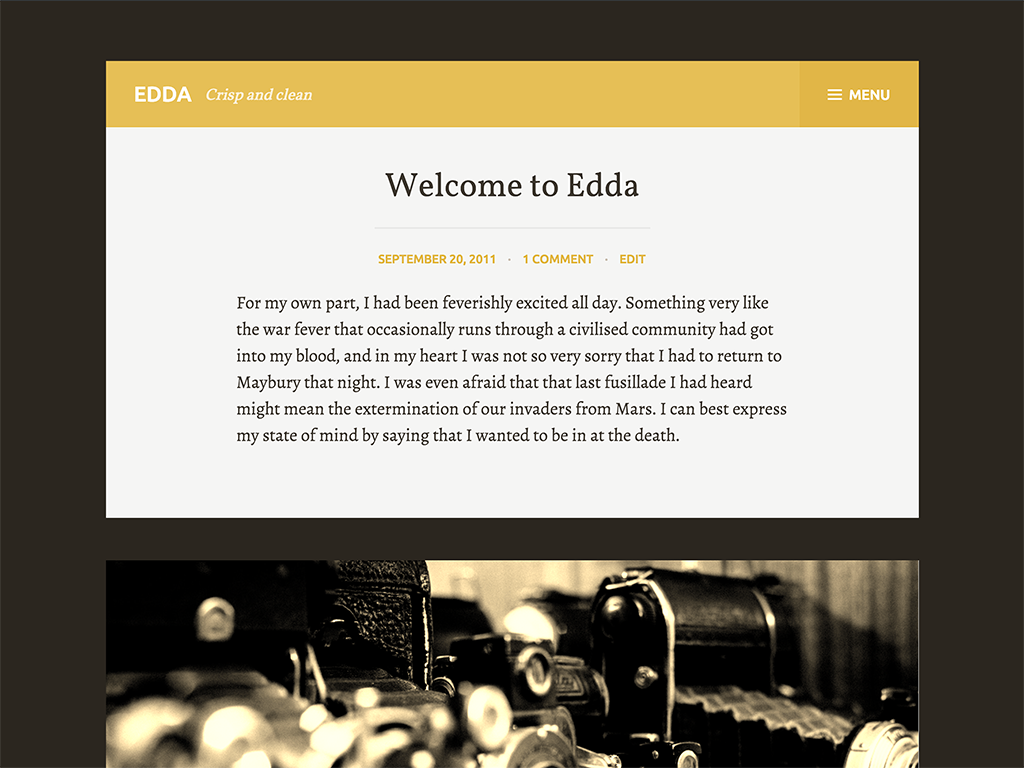 EDDA Crisp and clean
MENU
Welcome to Edda
SEPTEMBER 20, 2011 · 1 COMMENT · EDIT
For my own part, I had been feverishly excited all day. Something very like
the war fever that occasionally runs through a civilised community had got
into my blood, and in my heart I was not so very sorry that I had to return to
Maybury that night. I was even afraid that that last fusillade I had heard
might mean the extermination of our invaders from Mars. I can best express
my state of mind by saying that I wanted to be in at the death.